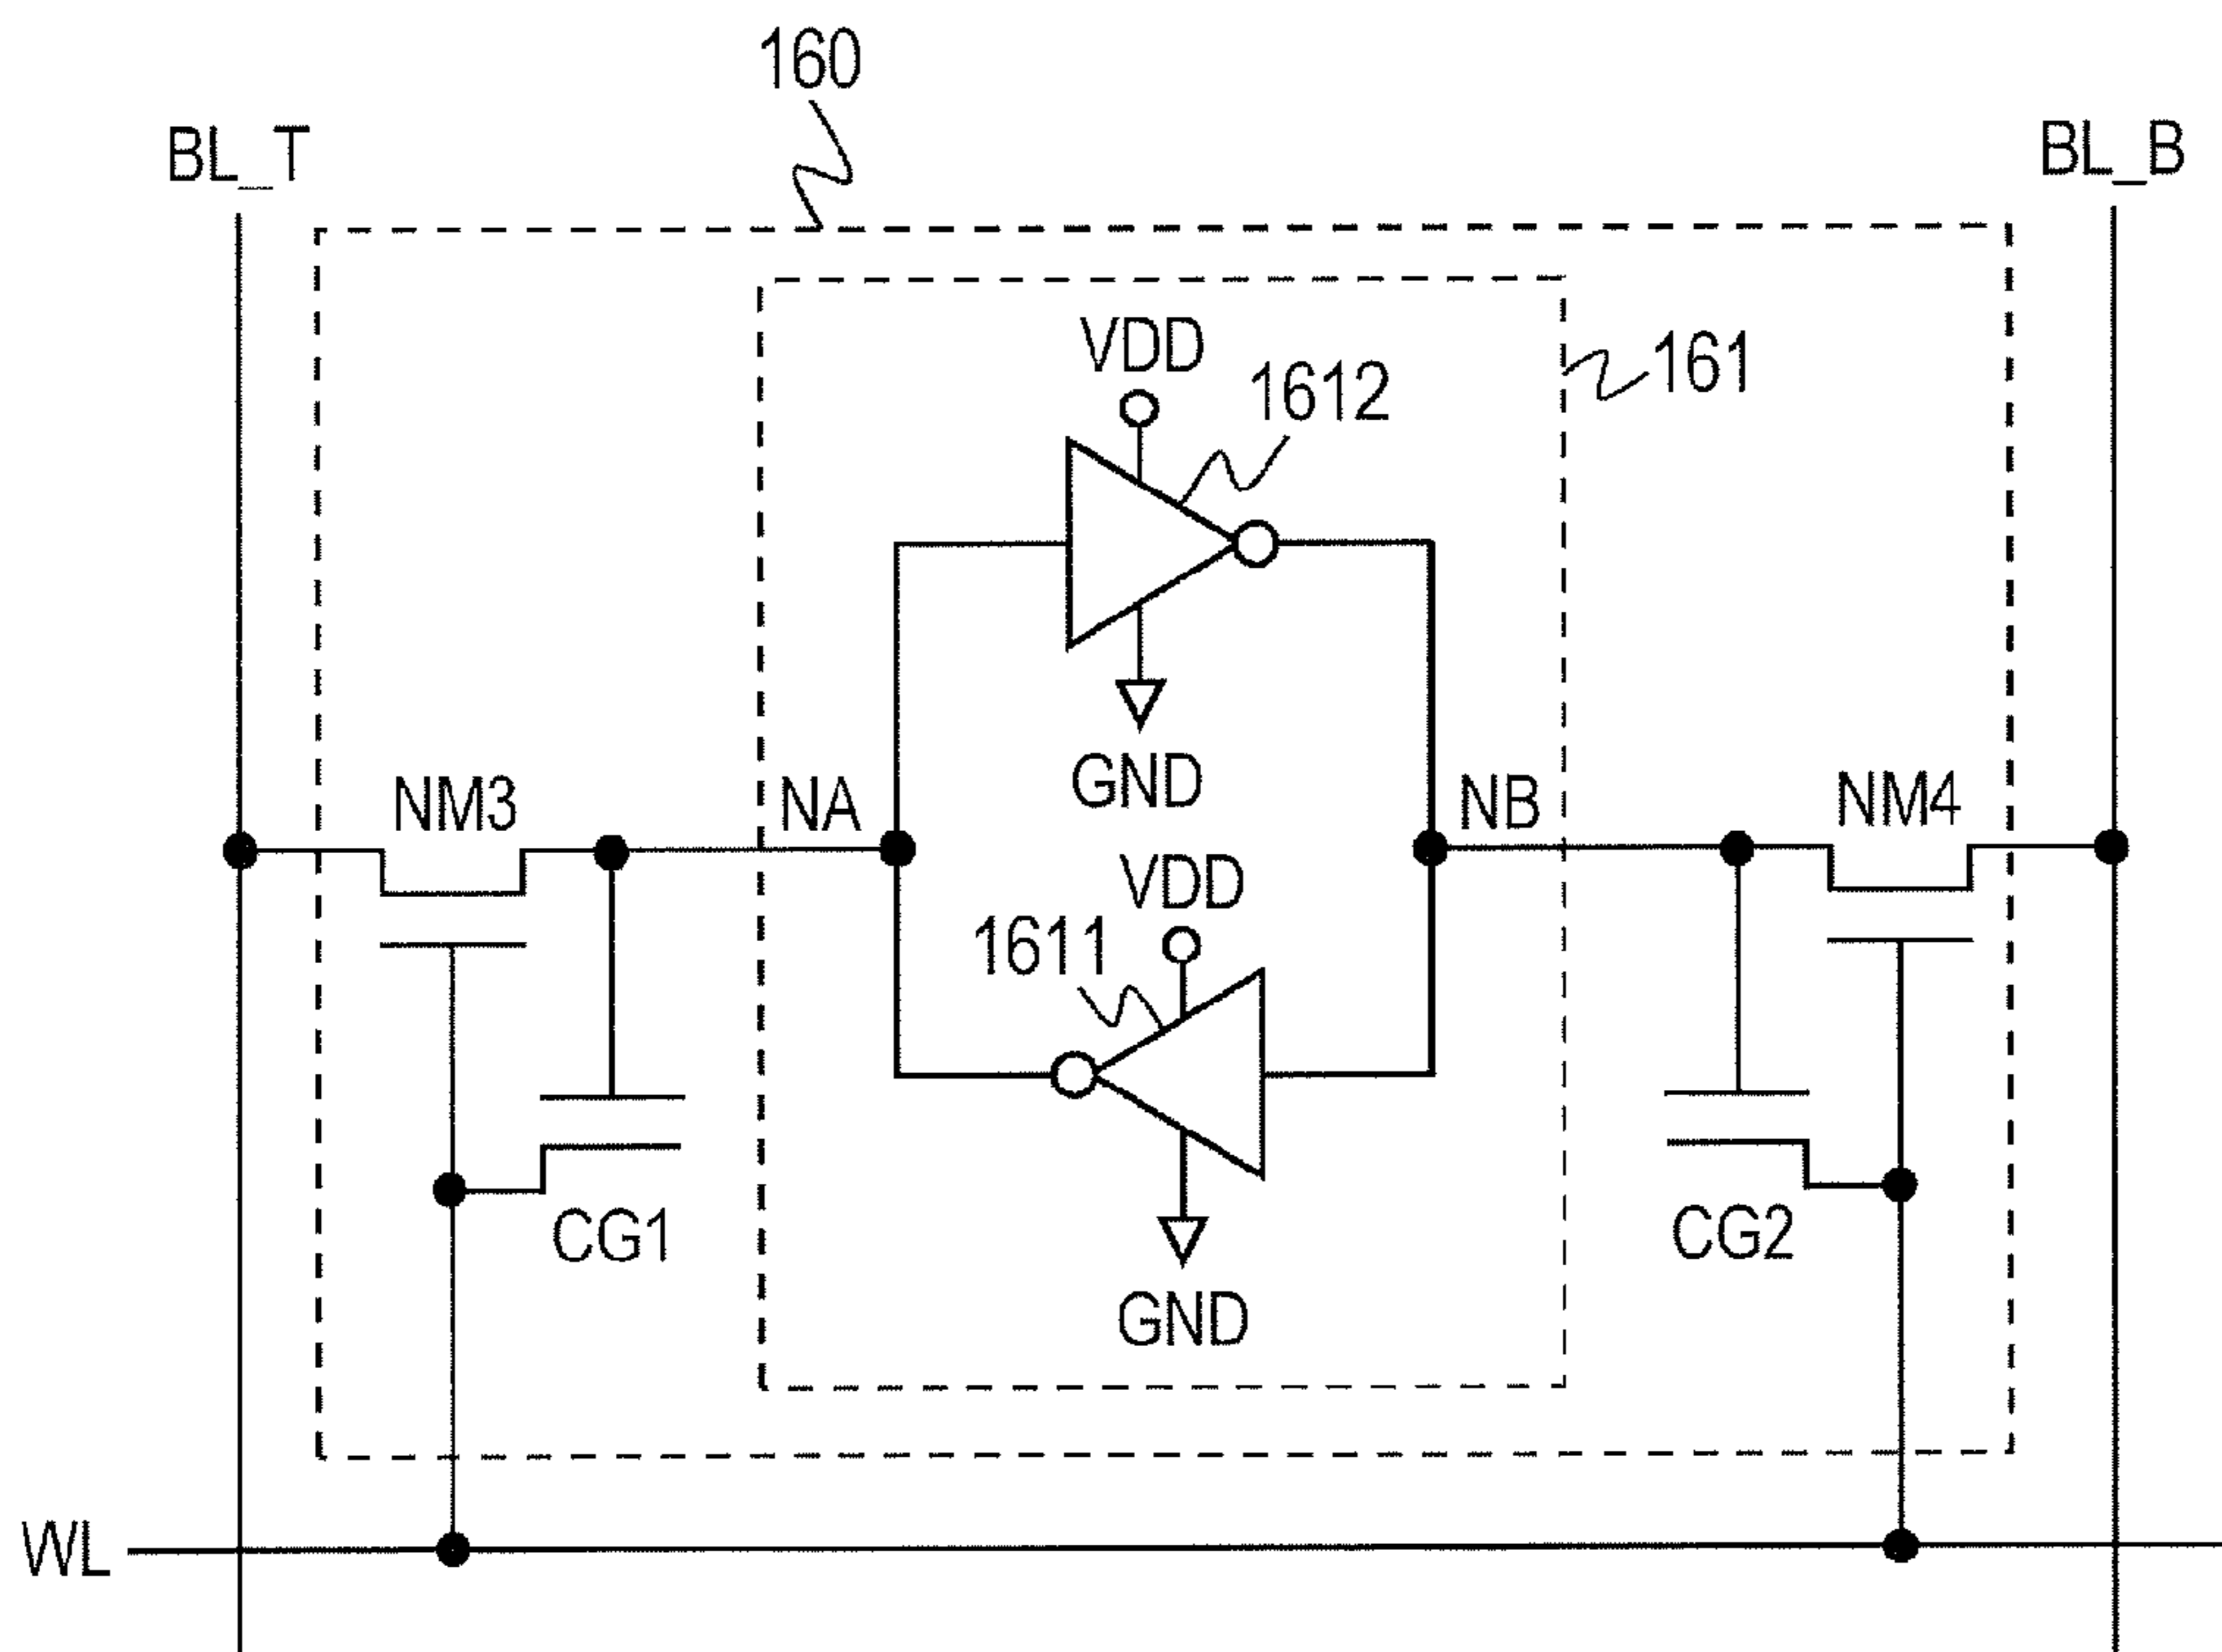 160
BL_T
BL_B
VDD
161
1612
NM3
NA
GND
NB
NM4
VDD
1611
CG1
CG2
GND
WL